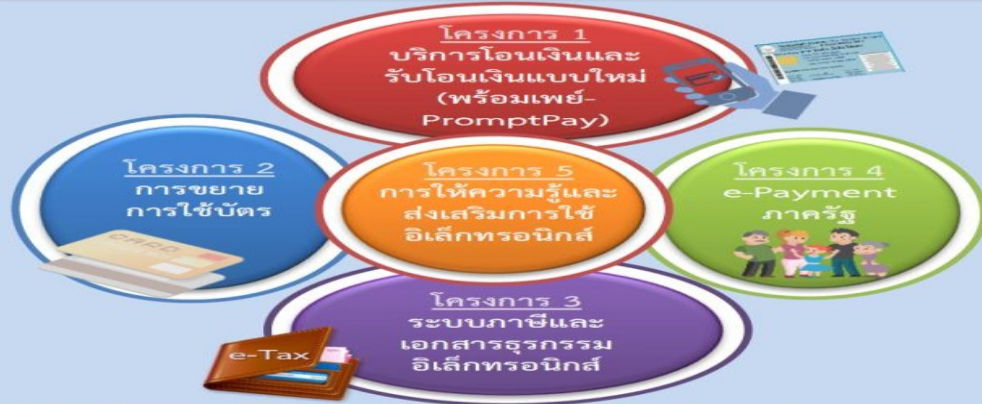 โครงการ 1
บริการโอนเงินและ
รับโอนเงินแบบใหม่
(พร้อมเพย์-
PromptPay)
โครงการ 2
การขยาย
การใช้บัตร
โครงการ 5
การให้ความรู้และ
ส่งเสริมการใช้
อิเล็กทรอนิกส์
โครงการ 4
e-Payment
ภาครัฐ
โครงการ 3
ระบบภาษีและ
เอกสารธุรกรรม
อิเล็กทรอนิกส์
e-Tax